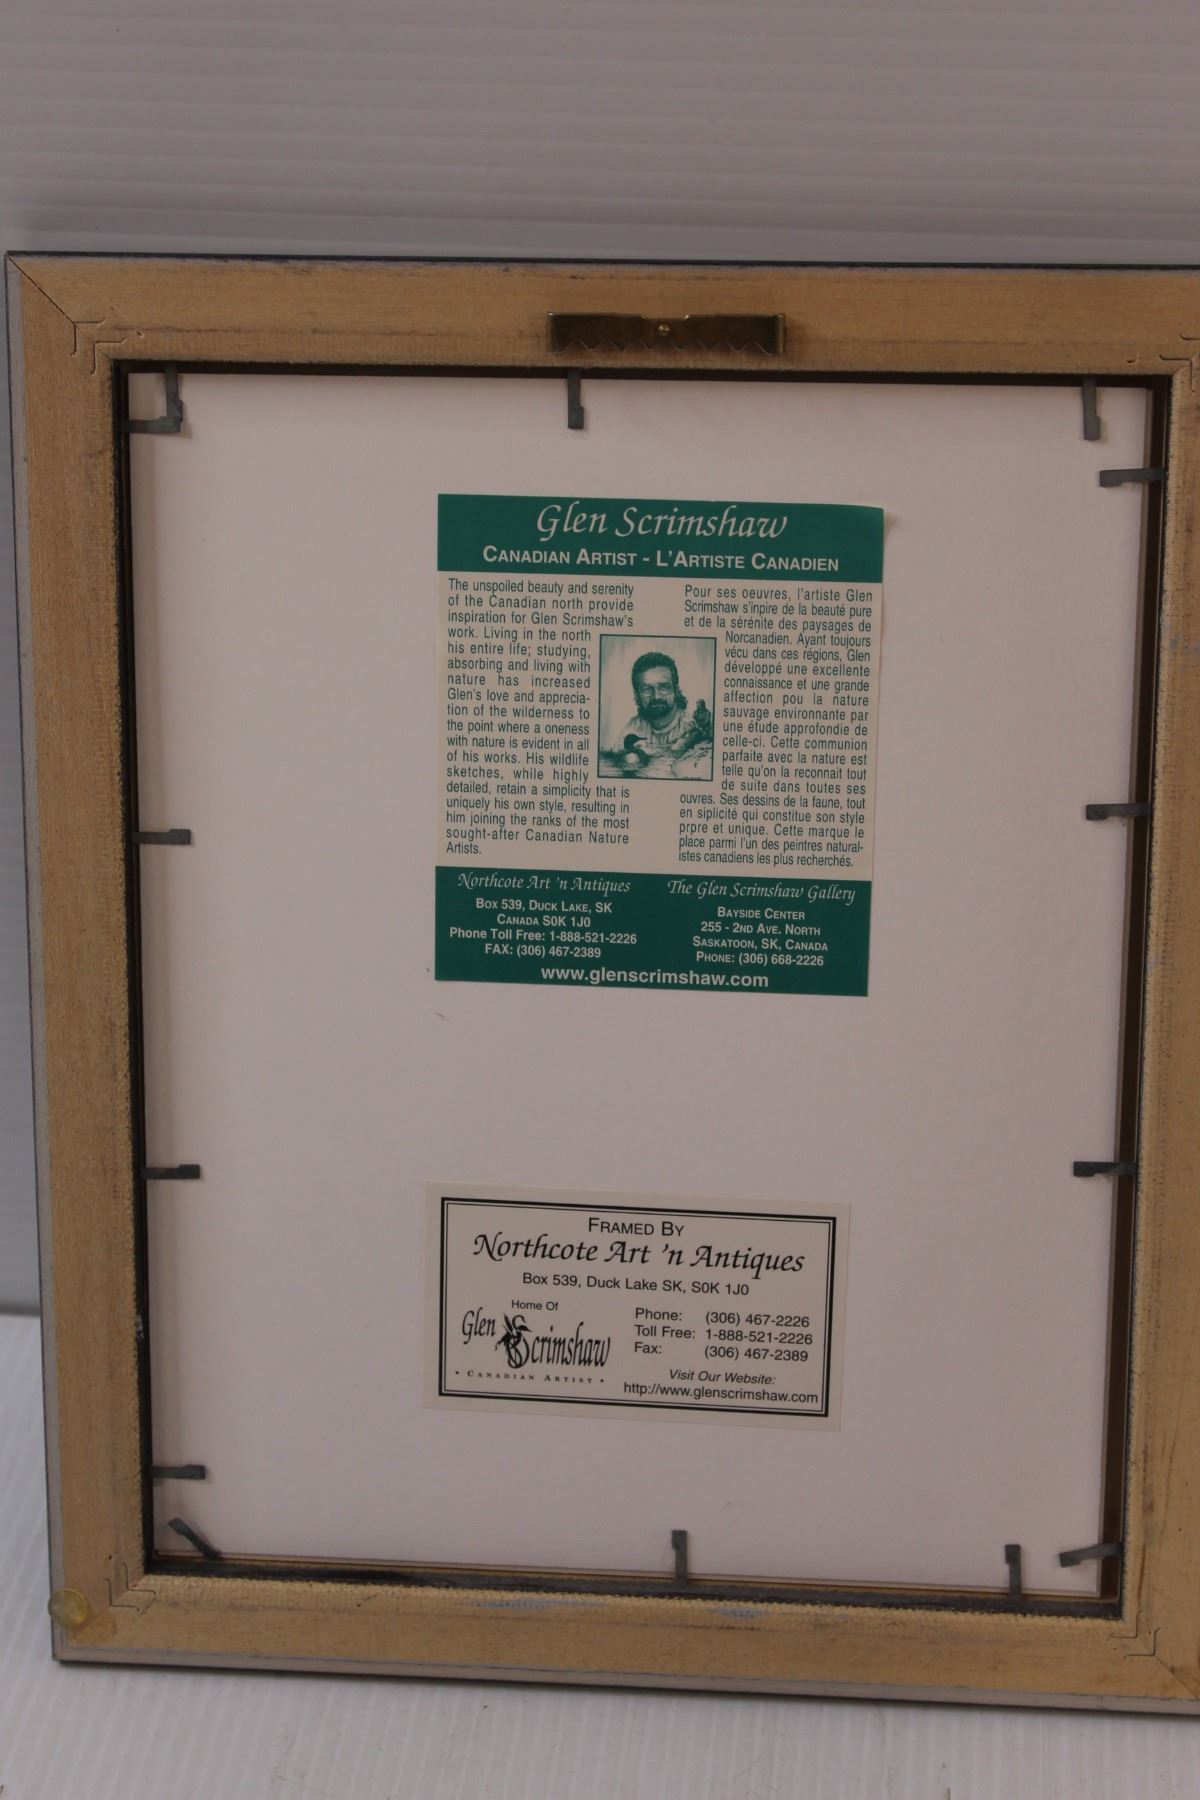 Glen Scrimshaw
CANADIAN ARTIST - L'ARTISTE CANADIEN
The unspoiled beauty and serenity
of the Canadian north provide
inspiration for Glen Scrimshaw's
work. Living in the north
his entire life; studying,
absorbing and living with
nature has increased
Glen's love and apprecia-
tion of the wilderness to
the point where a oneness
with nature is evident in all
of his works. His wildlife
sketches, while highly
detailed, retain a simplicity that is
uniquely his own style, resulting in
him joining the ranks of the most
sought-after Canadian Nature
Artists.
Pour ses oeuvres, l'artiste Glen
Scrimshaw s'inpire de la beauté pure
et de la sérénite des paysages de
Norcanadien. Ayant toujours
vécu dans ces régions, Glen
développé une excellente
connaissance et une grande
affection pou la nature
sauvage environnante par
une étude approfondie de
celle-ci. Cette communion
parfaite avec la nature est
telle qu'on la reconnait tout
de suite dans toutes ses
ouvres. Ses dessins de la faune, tout
en siplicité qui constitue son style
prpre et unique. Cette marque le
place parmi l'un des peintres natural-
istes canadiens les plus recherchés.
Northcote Art 'n Antiques
BOX 539, DUCK LAKE, SK
CANADA S0K 1J0
Phone Toll Free: 1-888-521-2226
FAX: (306) 467-2389
The Glen Scrimshaw Gallery
BAYSIDE CENTER
255 - 2ND AVE. NORTH
SASKATOON, SK, CANADA
PHONE: (306) 668-2226
www.glenscrimshaw.com
FRAMED BY
Northcote Art 'n Antiques
Box 539, Duck Lake SK, S0K 1J0
Home Of
Glen Scrimshaw
• CANADIAN ARTIST •
Phone: (306) 467-2226
Toll Free: 1-888-521-2226
Fax: (306) 467-2389
Visit Our Website:
http://www.glenscrimshaw.com